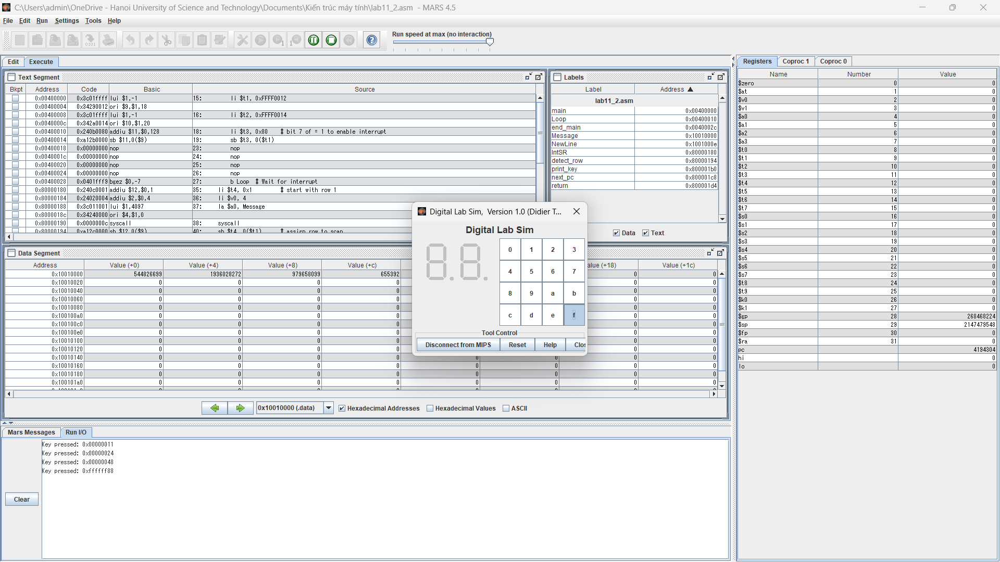 C:\Users\admin\OneDrive - Hanoi University of Science and Technology\Documents\Kiến trúc máy tính\lab11_2.asm - MARS 4.5
File Edit Run Settings Tools Help
Run speed at max (no interaction)
Edit Execute
Text Segment
Bkpt Address Code Basic Source
0x00400000 0x3c01ffff lui $1,-1 15: li $t1, 0xFFFF0012
0x00400004 0x34290012 ori $9,$1,18
0x00400008 0x3c01ffff lui $1,-1 16: li $t2, 0xFFFF0014
0x0040000c 0x342a0014 ori $10,$1,20
0x00400010 0x240b0080 addiu $11,$0,128 18: li $t3, 0x80 # bit 7 of = 1 to enable interrupt
0x00400014 0xa12b0000 sb $11,0($9) 19: sb $t3, 0($t1)
0x00400018 0x00000000 nop 23: nop
0x0040001c 0x00000000 nop 24: nop
0x00400020 0x00000000 nop 25: nop
0x00400024 0x00000000 nop 26: nop
0x00400028 0x0401fff9 bgez $0,-7 27: b Loop # Wait for interrupt
0x80000180 0x240c0001 addiu $12,$0,1 35: li $t4, 0x1 # start with row 1
0x80000184 0x24020004 addiu $2,$0,4 36: li $v0, 4
0x80000188 0x3c011001 lui $1,4097 37: la $a0, Message
0x8000018c 0x34240000 ori $4,$1,0
0x80000190 0x0000000c syscall 38: syscall
0x80000194 0xa12c0000 sb $12,0($9) 40: sb $t4, 0($t1) # assign row to scan
Labels
Label Address ▲
lab11_2.asm
main 0x00400000
Loop 0x00400010
end_main 0x0040002c
Message 0x10010000
NewLine 0x1001000e
IntSR 0x80000180
detect_row 0x80000194
print_key 0x800001b0
next_pc 0x800001c8
return 0x800001d4
Data Text
Digital Lab Sim, Version 1.0 (Didier T...
Digital Lab Sim
8.8.
0 1 2 3
4 5 6 7
8 9 a b
c d e f
Tool Control
Disconnect from MIPS Reset Help Clos
Data Segment
Address Value (+0) Value (+4) Value (+8) Value (+c) alue (+18) Value (+1c)
0x10010000 544826699 1936028272 979658099 655392 0 0
0x10010020 0 0 0 0 0 0
0x10010040 0 0 0 0 0 0
0x10010060 0 0 0 0 0 0
0x10010080 0 0 0 0 0 0
0x100100a0 0 0 0 0 0 0
0x100100c0 0 0 0 0 0 0
0x100100e0 0 0 0 0 0 0
0x10010100 0 0 0 0 0 0
0x10010120 0 0 0 0 0 0
0x10010140 0 0 0 0 0 0 0 0
0x10010160 0 0 0 0 0 0 0 0
0x10010180 0 0 0 0 0 0 0 0
0x100101a0 0 0 0 0 0 0 0 0
0x10010000 (.data) Hexadecimal Addresses Hexadecimal Values ASCII
Mars Messages Run I/O
Key pressed: 0x00000011
Key pressed: 0x00000024
Key pressed: 0x00000048
Key pressed: 0xffffff88
Clear
Registers Coproc 1 Coproc 0
Name Number Value
$zero 0 0
$at 1 0
$v0 2 0
$v1 3 0
$a0 4 0
$a1 5 0
$a2 6 0
$a3 7 0
$t0 8 0
$t1 9 0
$t2 10 0
$t3 11 0
$t4 12 0
$t5 13 0
$t6 14 0
$t7 15 0
$s0 16 0
$s1 17 0
$s2 18 0
$s3 19 0
$s4 20 0
$s5 21 0
$s6 22 0
$s7 23 0
$t8 24 0
$t9 25 0
$k0 26 0
$k1 27 0
$gp 28 268468224
$sp 29 2147479548
$fp 30 0
$ra 31 0
pc 4194304
hi 0
lo 0